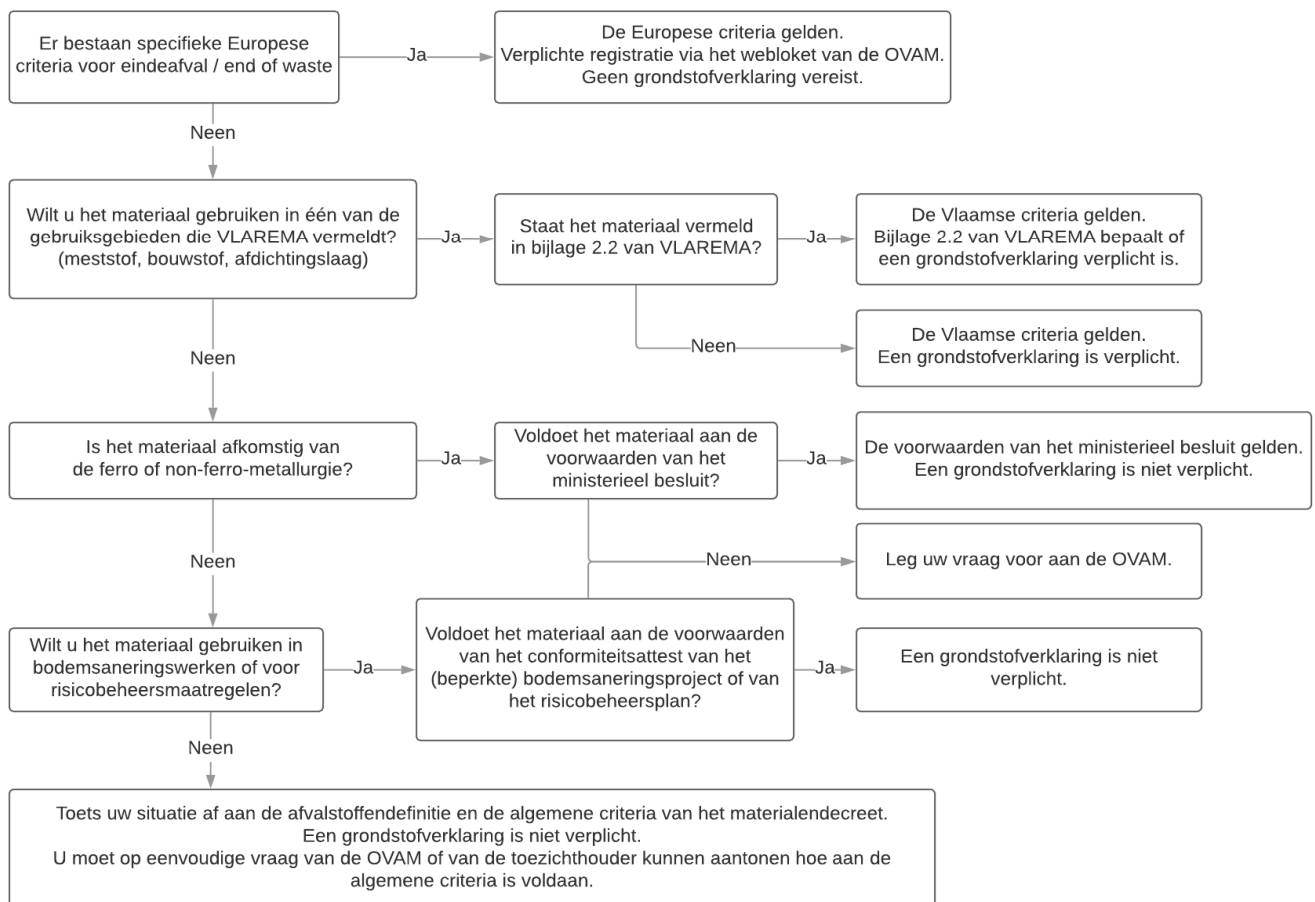 Er bestaan specifieke Europese
criteria voor eindeafval / end of waste
Ja
De Europese criteria gelden.
Verplichte registratie via het webloket van de OVAM.
Geen grondstofverklaring vereist.
Neen
Wilt u het materiaal gebruiken in één van de
gebruiksgebieden die VLAREMA vermeldt?
(meststof, bouwstof, afdichtingslaag)
Ja
Staat het materiaal vermeld
in bijlage 2.2 van VLAREMA?
Ja
De Vlaamse criteria gelden.
Bijlage 2.2 van VLAREMA bepaalt of
een grondstofverklaring verplicht is.
Neen
De Vlaamse criteria gelden.
Een grondstofverklaring is verplicht.
Neen
Is het materiaal afkomstig van
de ferro of non-ferro-metallurgie?
Ja
Voldoet het materiaal aan de
voorwaarden van het
ministerieel besluit?
Ja
De voorwaarden van het ministerieel besluit gelden.
Een grondstofverklaring is niet verplicht.
Neen
Leg uw vraag voor aan de OVAM.
Neen
Wilt u het materiaal gebruiken in
bodemsaneringswerken of voor
risicobeheersmaatregelen?
Ja
Voldoet het materiaal aan de voorwaarden
van het conformiteitsattest van het
(beperkte) bodemsaneringsproject of van
het risicobeheersplan?
Ja
Een grondstofverklaring is niet
verplicht.
Neen
Toets uw situatie af aan de afvalstoffendefinitie en de algemene criteria van het materialendecreet.
Een grondstofverklaring is niet verplicht.
U moet op eenvoudige vraag van de OVAM of van de toezichthouder kunnen aantonen hoe aan de
algemene criteria is voldaan.